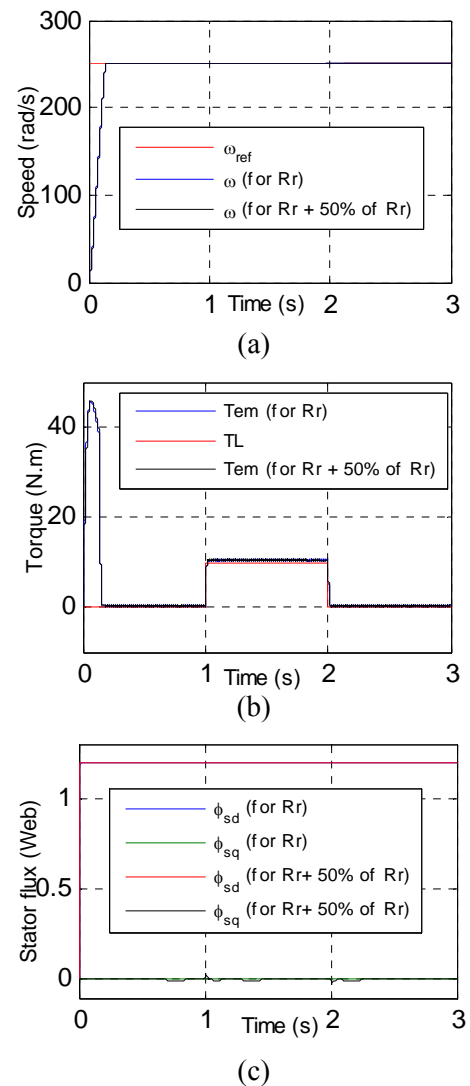 300
200
100
0
Speed (rad/s)
ω_ref
ω (for Rr)
ω (for Rr + 50% of Rr)
0 1 2 3
Time (s)
(a)
40
20
0
Torque (N.m)
Tem (for Rr)
TL
Tem (for Rr + 50% of Rr)
0 1 2 3
Time (s)
(b)
1
0.5
0
Stator flux (Web)
ϕ_sd (for Rr)
ϕ_sq (for Rr)
ϕ_sd (for Rr+ 50% of Rr)
ϕ_sq (for Rr+ 50% of Rr)
0 1 2 3
Time (s)
(c)